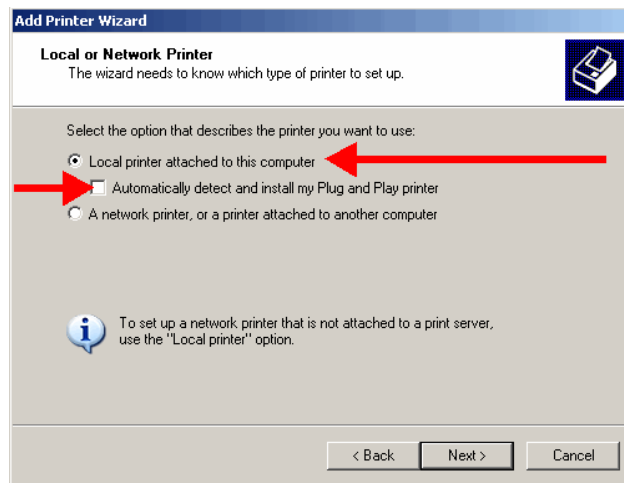 Add Printer Wizard
Local or Network Printer
The wizard needs to know which type of printer to set up.
Select the option that describes the printer you want to use:
Local printer attached to this computer
Automatically detect and install my Plug and Play printer
A network printer, or a printer attached to another computer
To set up a network printer that is not attached to a print server,
use the "Local printer" option.
< Back Next > Cancel